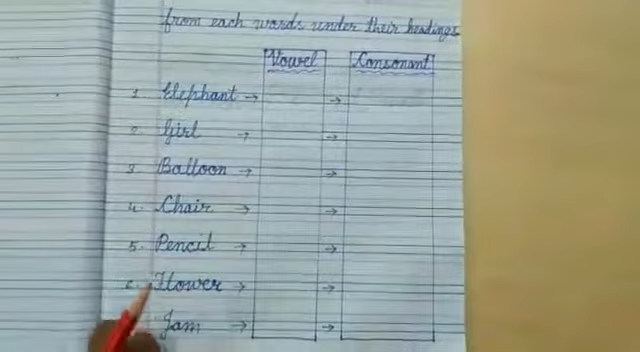 from each words under their headings
Vowel Consonant
1. Elephant → →
2. Girl → →
3. Balloon → →
4. Chair → →
5. Pencil → →
6. Flower → →
Jam → →